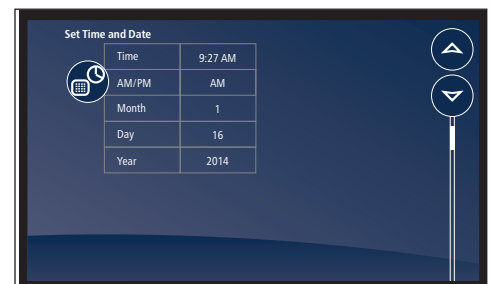 Set Time and Date
Time 9:27 AM
AM/PM AM
Month 1
Day 16
Year 2014